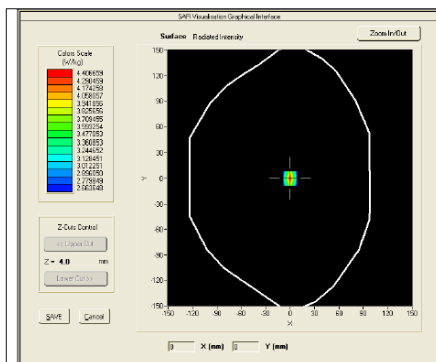 SAR Visualisation Graphical Interface
Surface Radiated Intensity
Zoom In/Out
Colors Scale
(W/kg)
4.406659
4.290459
4.174258
4.058057
3.941856
3.825656
3.709455
3.593254
3.477053
3.360853
3.244652
3.128451
3.012251
2.896050
2.779849
2.663648
150
120
90
60
30
0
-30
-60
-90
-120
-150
Y
-150 -120 -90 -60 -30 0 30 60 90 120 150
X
Z-Cuts Control
<< Upper Cut
Z = 4.0 mm
Lower Cut >>
SAVE Cancel
0 X (mm) 0 Y (mm)